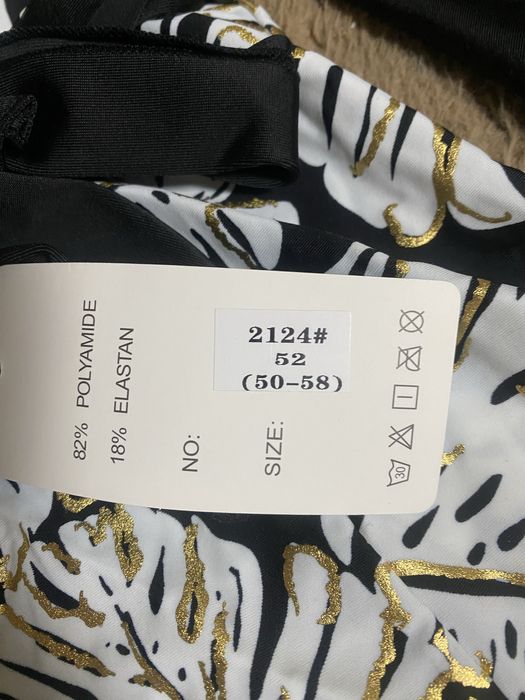 82% POLYAMIDE
18% ELASTAN
NO:
SIZE:
2124#
52
(50-58)
30